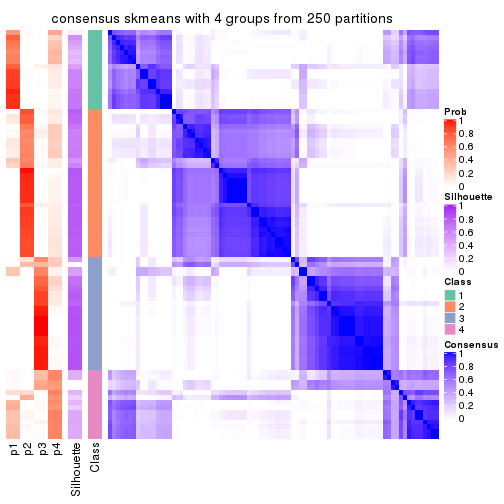 consensus skmeans with 4 groups from 250 partitions
Prob
1
0.8
0.6
0.4
0.2
0
Silhouette
1
0.8
0.6
0.4
0.2
0
Class
1
2
3
4
Consensus
1
0.8
0.6
0.4
0.2
0
p1
p2
p3
p4
Silhouette
Class